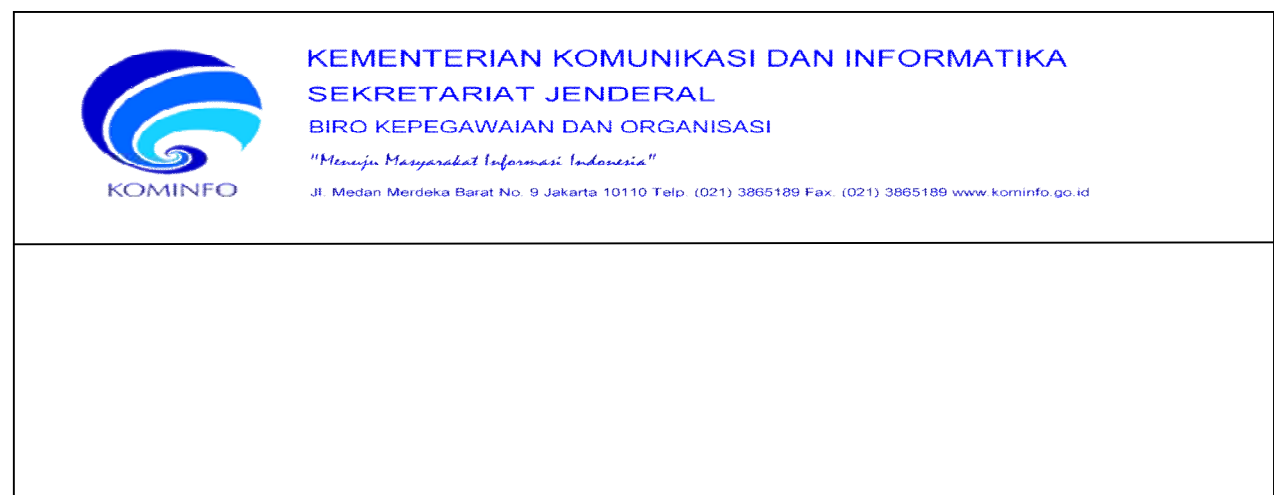 KEMENTERIAN KOMUNIKASI DAN INFORMATIKA
SEKRETARIAT JENDERAL
BIRO KEPEGAWAIAN DAN ORGANISASI
"Menuju Masyarakat Informasi Indonesia"
KOMINFO
Jl. Medan Merdeka Barat No. 9 Jakarta 10110 Telp. (021) 3865189 Fax. (021) 3865189 www.kominfo.go.id